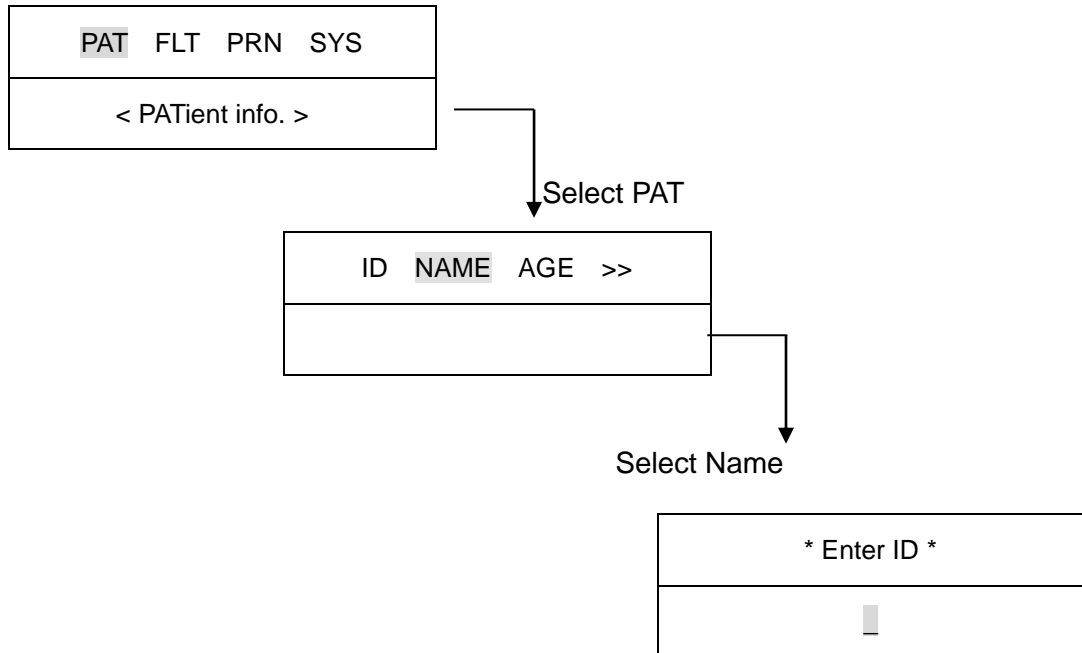 PAT FLT PRN SYS
< PATient info. >
Select PAT
ID NAME AGE >>
Select Name
* Enter ID *
_